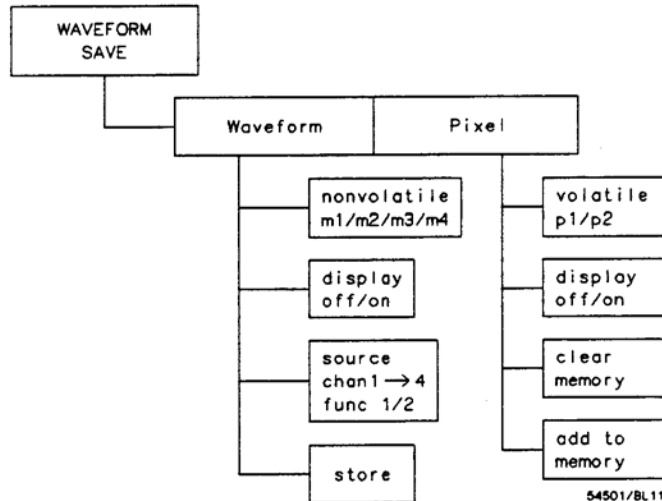 WAVEFORM
SAVE
Waveform
Pixel
nonvolatile
m1/m2/m3/m4
display
off/on
source
chan1 → 4
func 1/2
store
volatile
p1/p2
display
off/on
clear
memory
add to
memory
54501/BL11